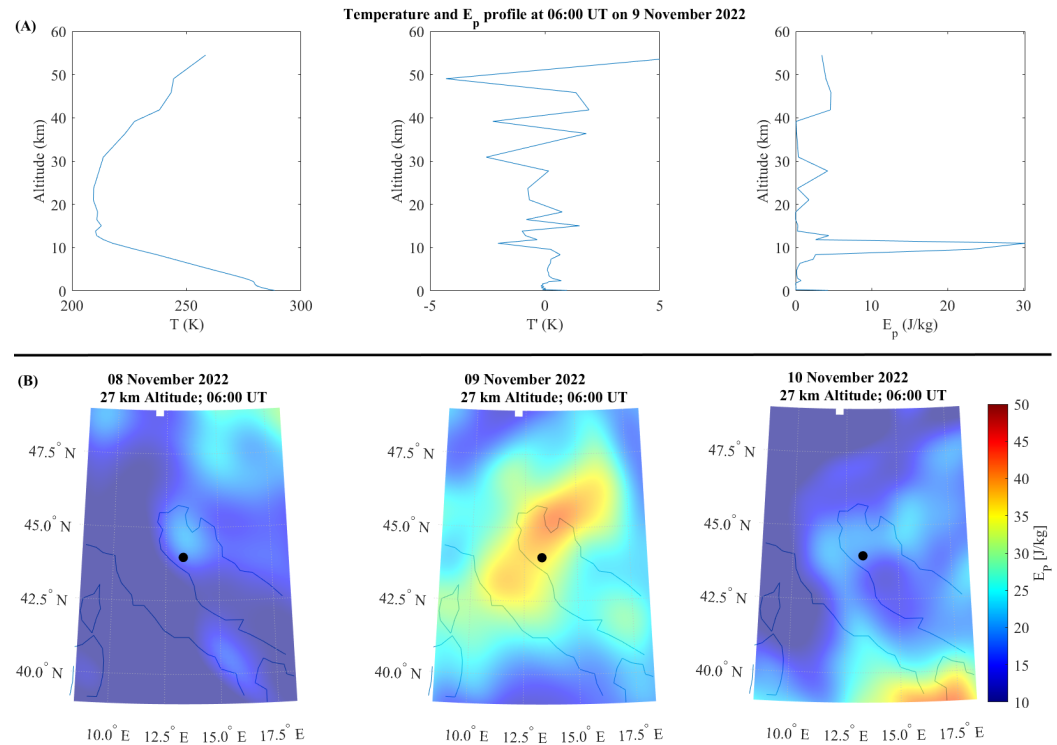 Temperature and E_p profile at 06:00 UT on 9 November 2022
(A)
60
50
40
30
20
10
0
Altitude (km)
200
250
300
T (K)
60
50
40
30
20
10
0
Altitude (km)
-5
0
5
T' (K)
60
50
40
30
20
10
0
Altitude (km)
0
10
20
30
E_p (J/kg)
(B)
08 November 2022
27 km Altitude; 06:00 UT
47.5° N
45.0° N
42.5° N
40.0° N
10.0° E
12.5° E
15.0° E
17.5° E
09 November 2022
27 km Altitude; 06:00 UT
47.5° N
45.0° N
42.5° N
40.0° N
10.0° E
12.5° E
15.0° E
17.5° E
10 November 2022
27 km Altitude; 06:00 UT
47.5° N
45.0° N
42.5° N
40.0° N
10.0° E
12.5° E
15.0° E
17.5° E
50
45
40
35
30
25
20
15
10
E_P [J/kg]